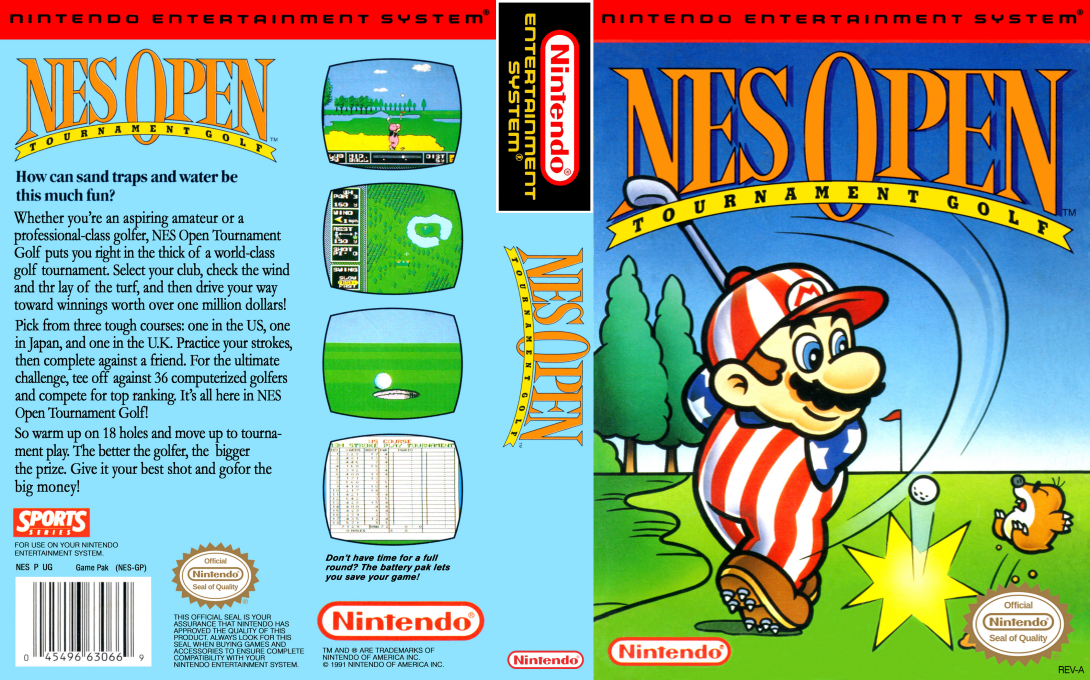 NINTENDO ENTERTAINMENT SYSTEM®
NES OPEN
TOURNAMENT GOLF™
How can sand traps and water be
this much fun?
Whether you're an aspiring amateur or a
professional-class golfer, NES Open Tournament
Golf puts you right in the thick of a world-class
golf tournament. Select your club, check the wind
and thr lay of the turf, and then drive your way
toward winnings worth over one million dollars!
Pick from three tough courses: one in the US, one
in Japan, and one in the U.K. Practice your strokes,
then complete against a friend. For the ultimate
challenge, tee off against 36 computerized golfers
and compete for top ranking. It's all here in NES
Open Tournament Golf!
So warm up on 18 holes and move up to tourna-
ment play. The better the golfer, the bigger
the prize. Give it your best shot and gofor the
big money!
SPORTS
SERIES
FOR USE ON YOUR NINTENDO
ENTERTAINMENT SYSTEM.
NES P UG Game Pak (NES-GP)
0 45496 63066 9
Official
Nintendo
Seal of Quality
®
THIS OFFICIAL SEAL IS YOUR
ASSURANCE THAT NINTENDO HAS
APPROVED THE QUALITY OF THIS
PRODUCT. ALWAYS LOOK FOR THIS
SEAL WHEN BUYING GAMES AND
ACCESSORIES TO ENSURE COMPLETE
COMPATIBILITY WITH YOUR
NINTENDO ENTERTAINMENT SYSTEM.
DIST
WIND
REST
US COURSE
STROKE PLAY TOURNAMENT
Don't have time for a full
round? The battery pak lets
you save your game!
Nintendo®
TM AND ® ARE TRADEMARKS OF
NINTENDO OF AMERICA INC.
© 1991 NINTENDO OF AMERICA INC.
Nintendo®
ENTERTAINMENT
SYSTEM®
NES OPEN
TOURNAMENT GOLF™
Nintendo®
NINTENDO ENTERTAINMENT SYSTEM®
NES OPEN
TOURNAMENT GOLF™
M
Nintendo®
Official
Nintendo
Seal of Quality
REV-A